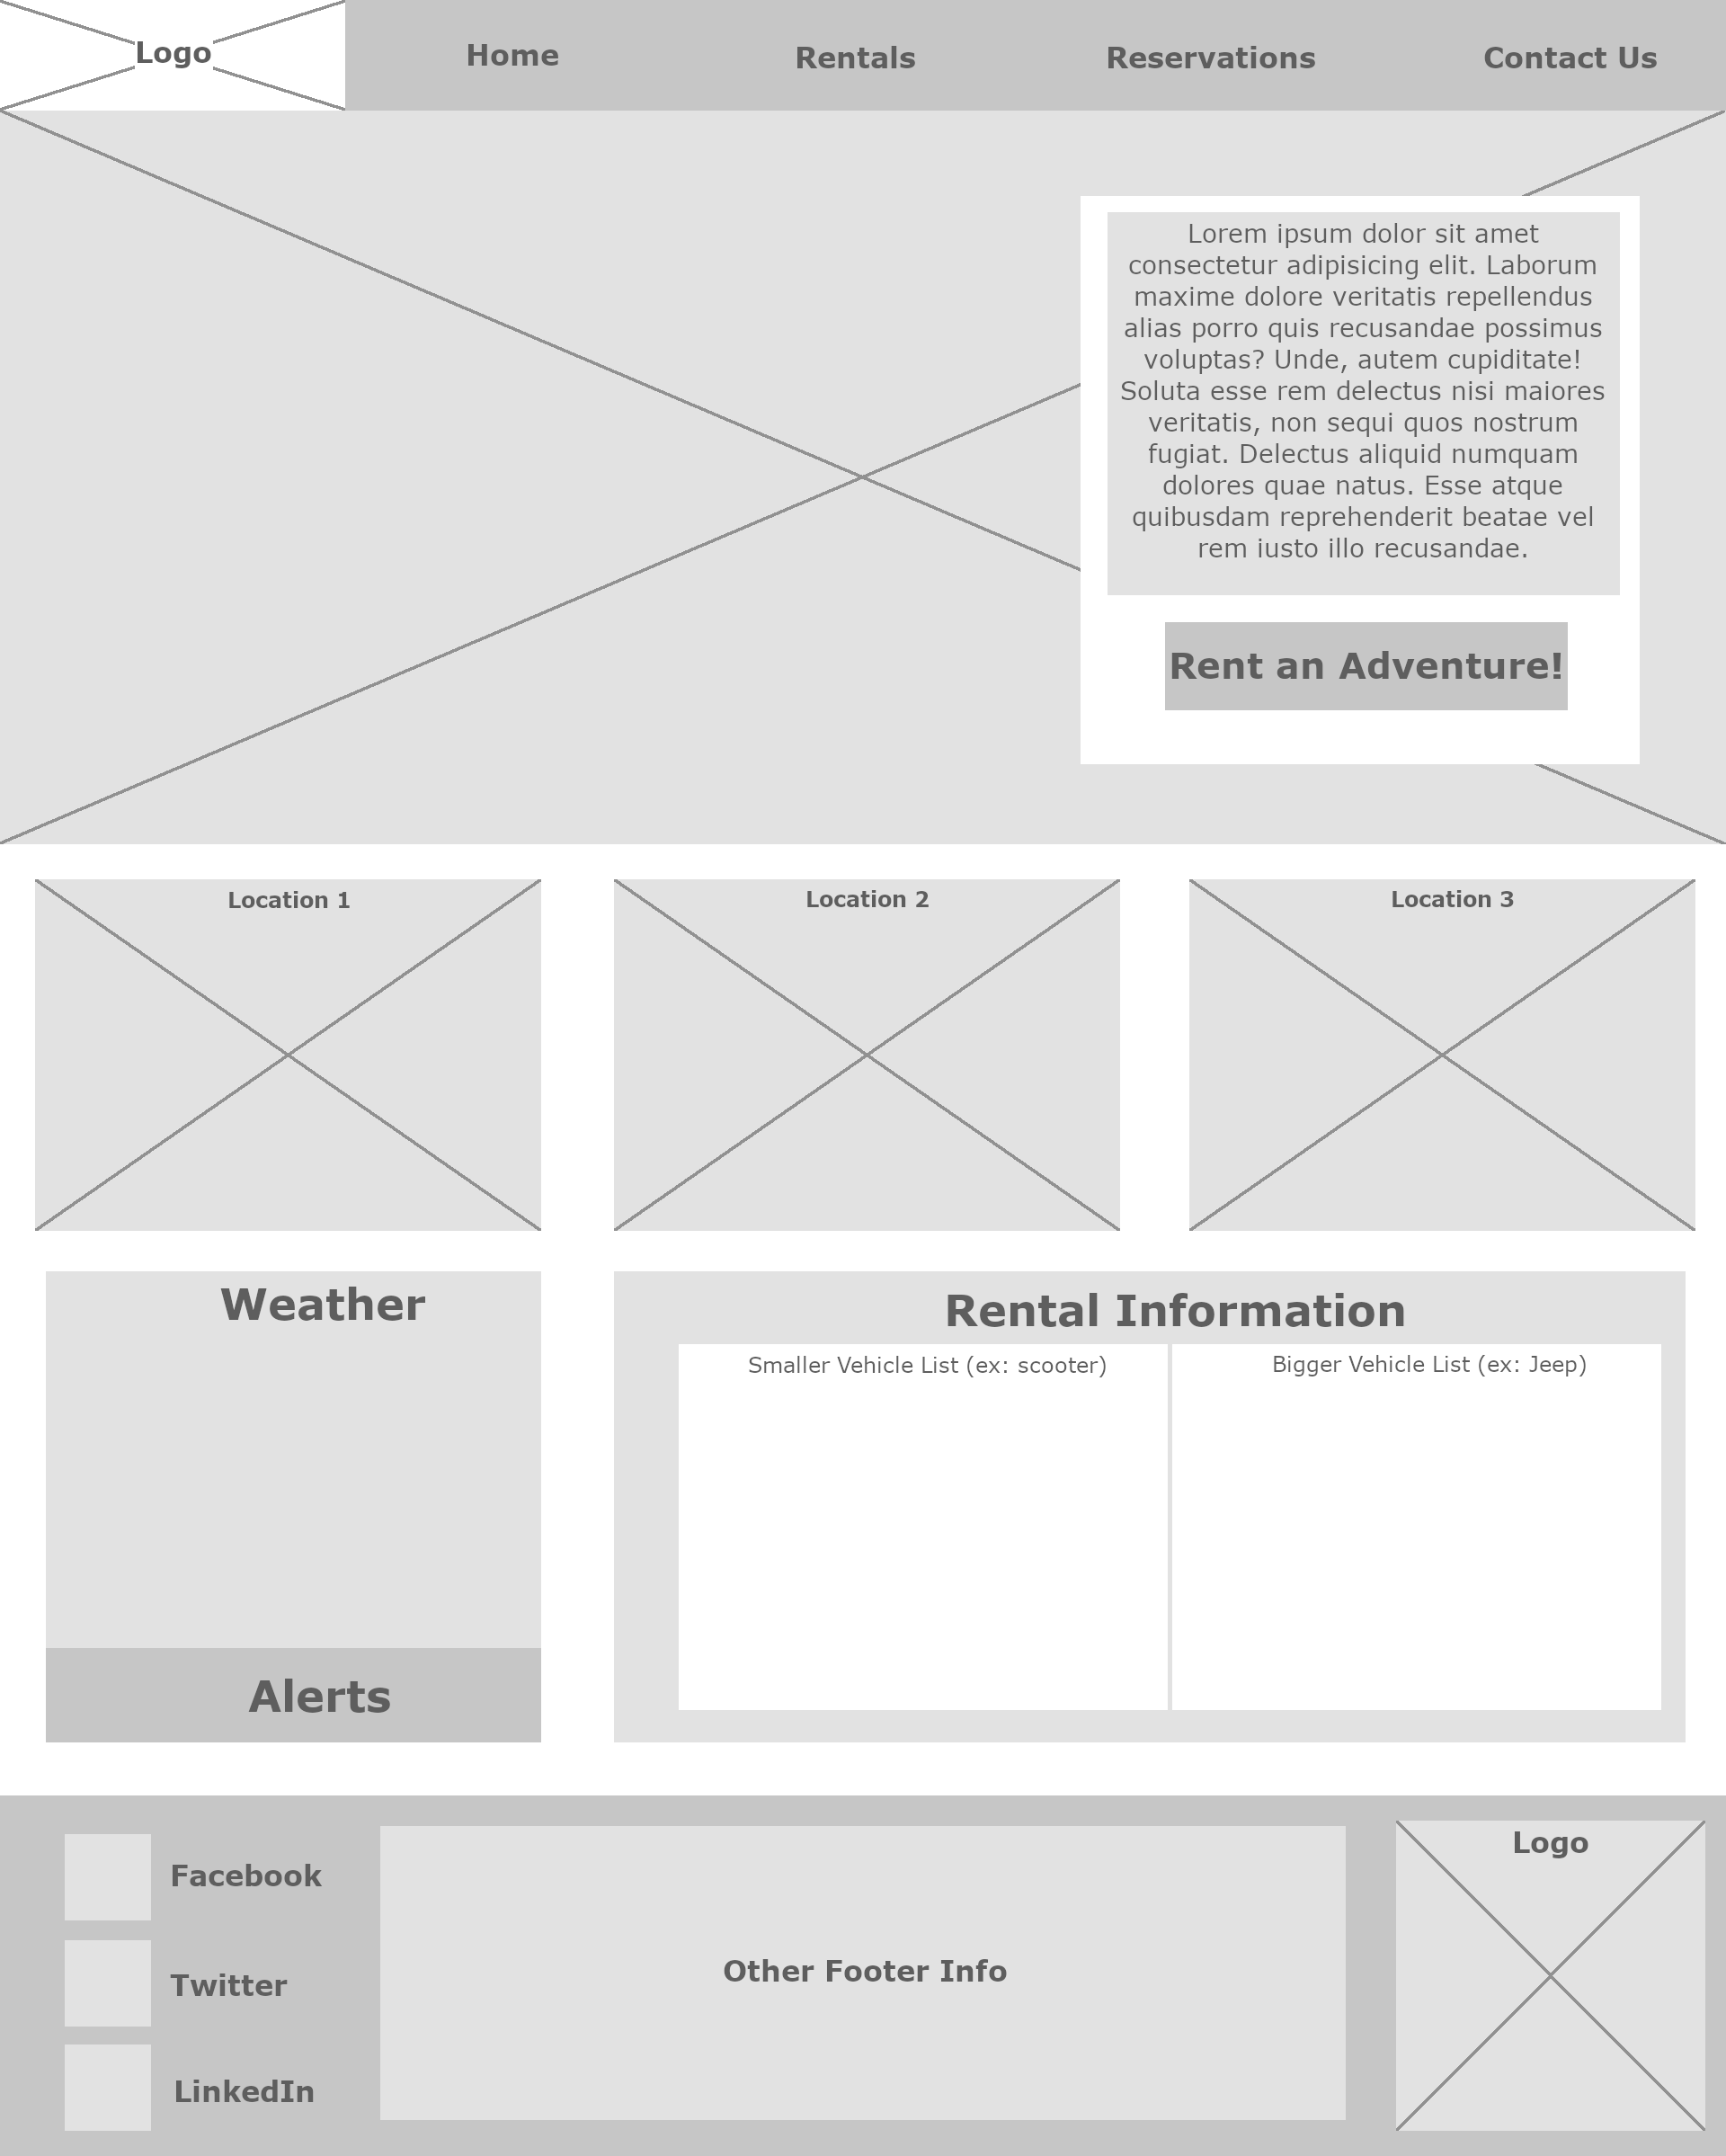 Logo
Home
Rentals
Reservations
Contact Us
Lorem ipsum dolor sit amet
consectetur adipisicing elit. Laborum
maxime dolore veritatis repellendus
alias porro quis recusandae possimus
voluptas? Unde, autem cupiditate!
Soluta esse rem delectus nisi maiores
veritatis, non sequi quos nostrum
fugiat. Delectus aliquid numquam
dolores quae natus. Esse atque
quibusdam reprehenderit beatae vel
rem iusto illo recusandae.
Rent an Adventure!
Location 1
Location 2
Location 3
Weather
Alerts
Rental Information
Smaller Vehicle List (ex: scooter)
Bigger Vehicle List (ex: Jeep)
Facebook
Twitter
LinkedIn
Other Footer Info
Logo